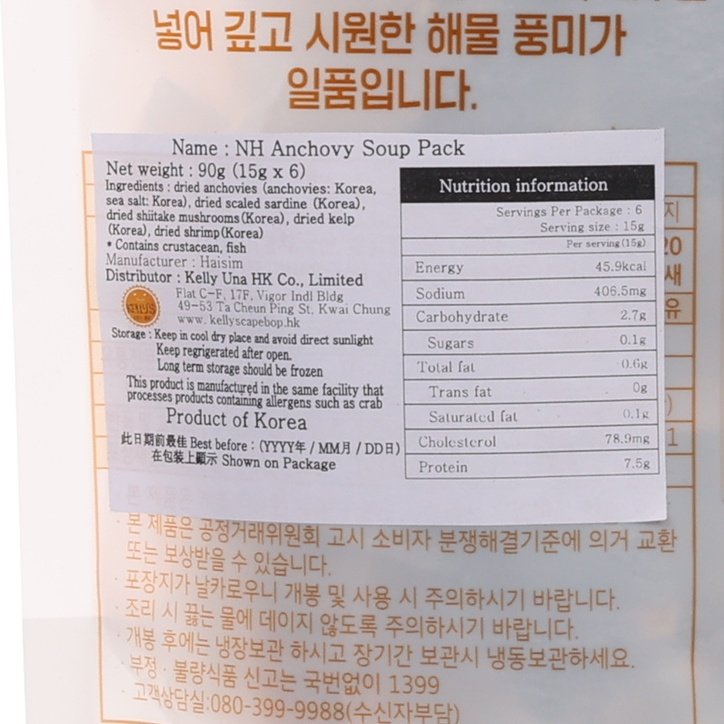 넣어 깊고 시원한 해물 풍미가
일품입니다.
Name : NH Anchovy Soup Pack
Net weight : 90g (15g x 6)
Ingredients : dried anchovies (anchovies: Korea,
sea salt: Korea), dried scaled sardine (Korea),
dried shiitake mushrooms (Korea), dried kelp
(Korea), dried shrimp (Korea)
* Contains crustacean, fish
Manufacturer : Haisim
Distributor : Kelly Una HK Co., Limited
Flat C-F, 17F, Vigor Indl Bldg
49-53 Ta Cheun Ping St. Kwai Chung
www.kellyscapebop.hk
Storage : Keep in cool dry place and avoid direct sunlight
Keep regrigerated after open.
Long term storage should be frozen
This product is manufactured in the same facility that
processes products containing allergens such as crab
Product of Korea
此日期前最佳 Best before : (YYYY年 / MM月 / DD日)
在包裝上顯示 Shown on Package
Nutrition information
Servings Per Package : 6
Serving size : 15g
Per serving (15g)
Energy 45.9kcal
Sodium 406.5mg
Carbohydrate 2.7g
Sugars 0.1g
Total fat 0.6g
Trans fat 0g
Saturated fat 0.1g
Cholesterol 78.9mg
Protein 7.5g
지
20
새
유
)
1
· 본 제품은 공정거래위원회 고시 소비자 분쟁해결기준에 의거 교환
또는 보상받을 수 있습니다.
· 포장지가 날카로우니 개봉 및 사용 시 주의하시기 바랍니다.
· 조리 시 끓는 물에 데이지 않도록 주의하시기 바랍니다.
· 개봉 후에는 냉장보관 하시고 장기간 보관시 냉동보관하세요.
· 부정 · 불량식품 신고는 국번없이 1399
· 고객상담실:080-399-9988(수신자부담)